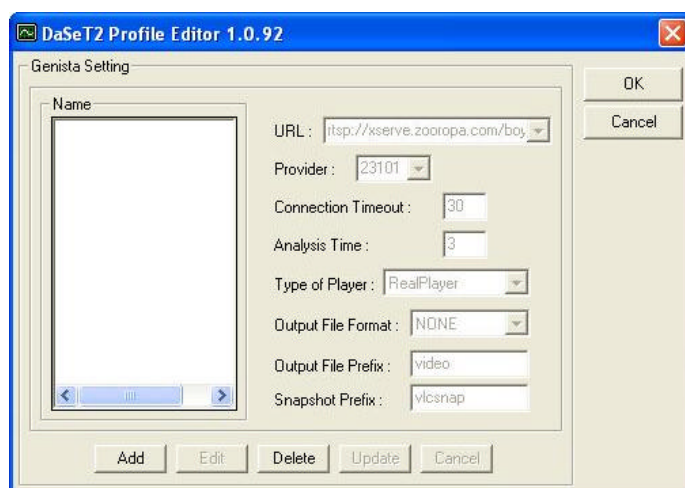 DaSeT2 Profile Editor 1.0.92
Genista Setting
OK
Cancel
Name
URL : rtsp://xserve.zooropa.com/boy
Provider : 23101
Connection Timeout : 30
Analysis Time : 3
Type of Player : RealPlayer
Output File Format : NONE
Output File Prefix : video
Snapshot Prefix : vlcsnap
Add Edit Delete Update Cancel